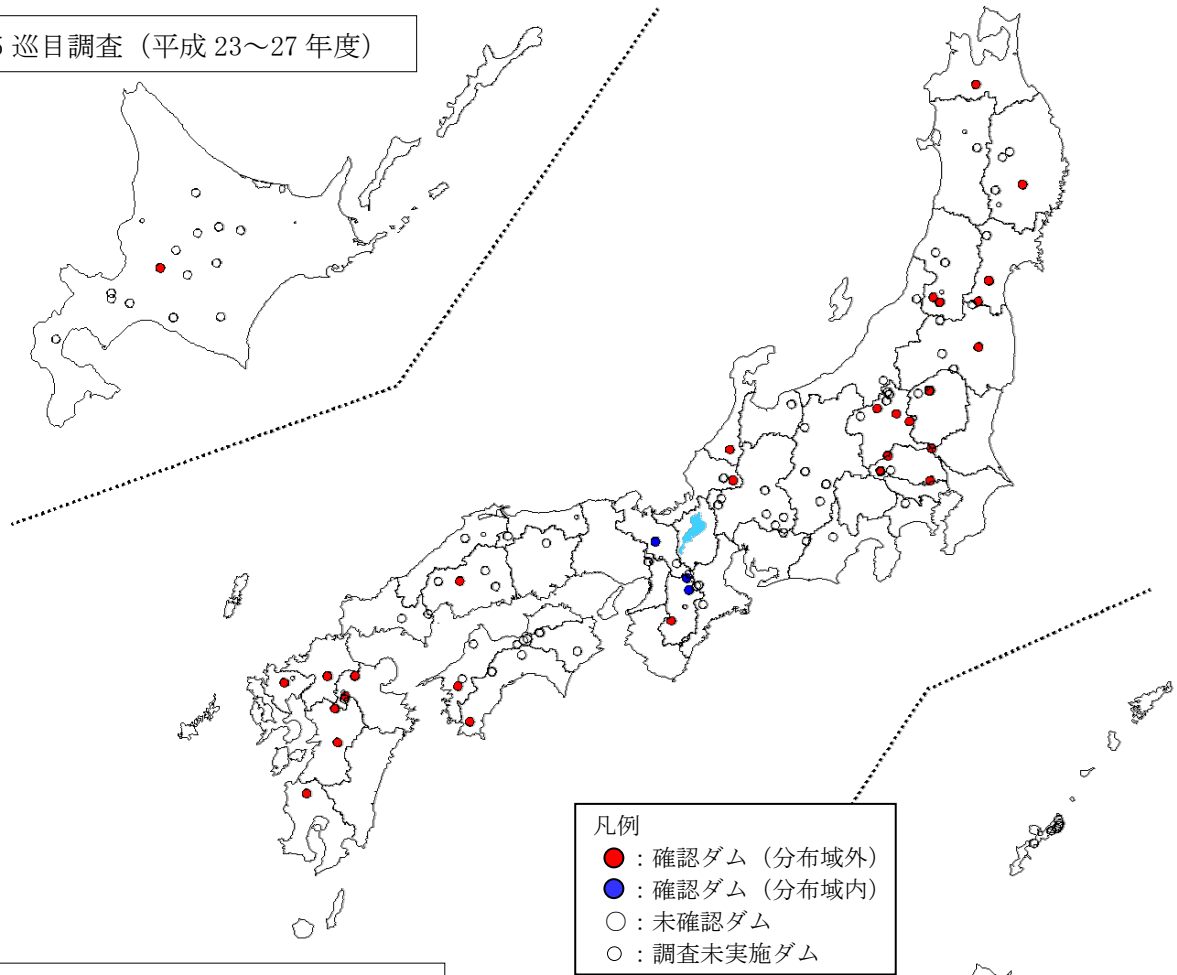 巡目調査（平成 23～27 年度）
凡例
●：確認ダム（分布域外）
●：確認ダム（分布域内）
○：未確認ダム
○：調査未実施ダム